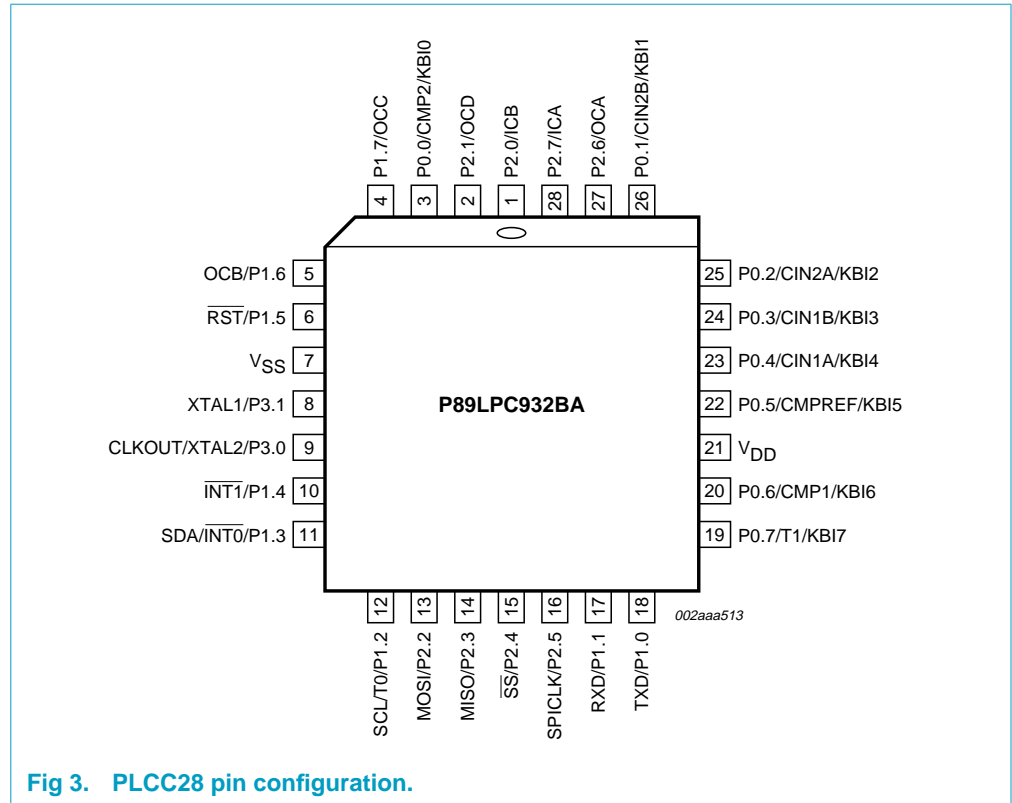 4 P1.7/OCC
3 P0.0/CMP2/KBI0
2 P2.1/OCD
1 P2.0/ICB
28 P2.7/ICA
27 P2.6/OCA
26 P0.1/CIN2B/KBI1
OCB/P1.6 5
R̅S̅T̅/P1.5 6
VSS 7
XTAL1/P3.1 8
CLKOUT/XTAL2/P3.0 9
I̅N̅T̅1̅/P1.4 10
SDA/I̅N̅T̅0̅/P1.3 11
P89LPC932BA
25 P0.2/CIN2A/KBI2
24 P0.3/CIN1B/KBI3
23 P0.4/CIN1A/KBI4
22 P0.5/CMPREF/KBI5
21 VDD
20 P0.6/CMP1/KBI6
19 P0.7/T1/KBI7
SCL/T0/P1.2 12
MOSI/P2.2 13
MISO/P2.3 14
S̅S̅/P2.4 15
SPICLK/P2.5 16
RXD/P1.1 17
TXD/P1.0 18
002aaa513
Fig 3. PLCC28 pin configuration.